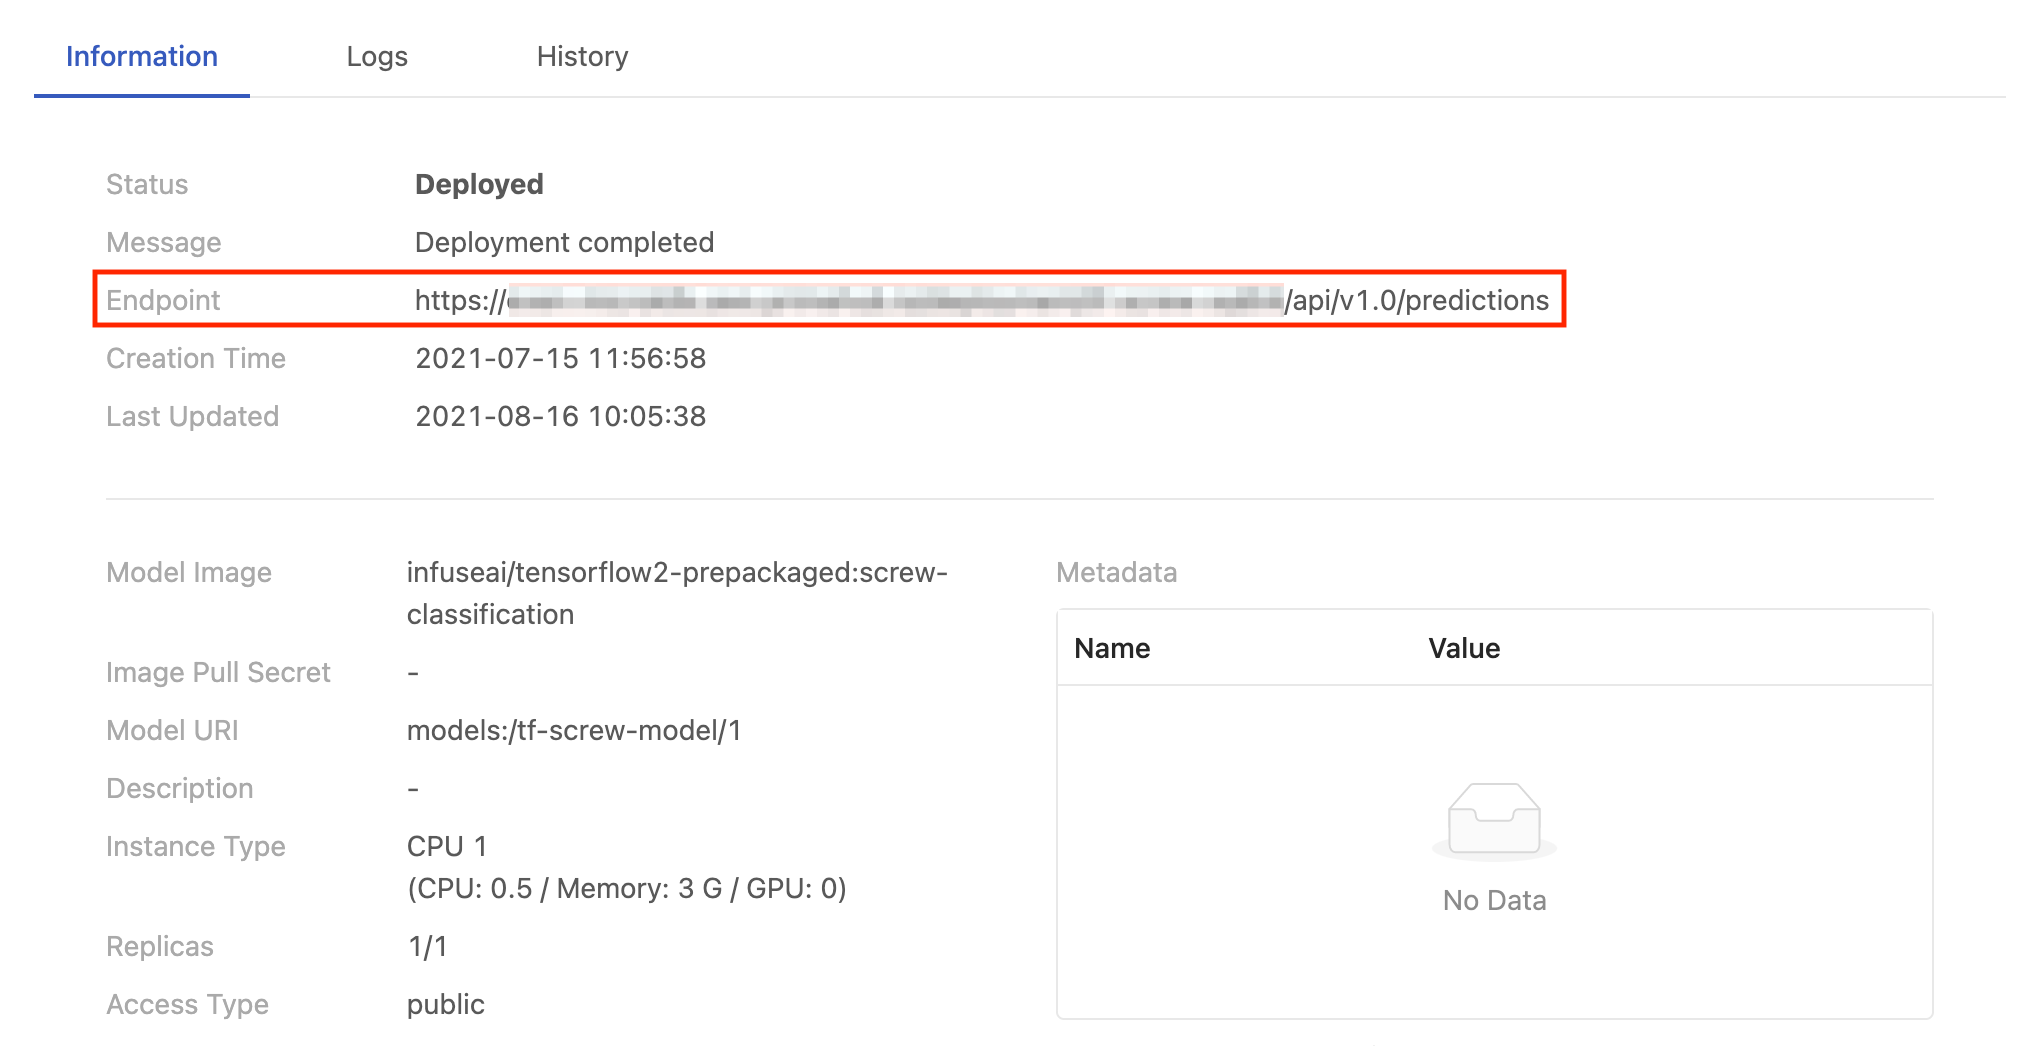 Information Logs History
Status Deployed
Message Deployment completed
Endpoint https:// /api/v1.0/predictions
Creation Time 2021-07-15 11:56:58
Last Updated 2021-08-16 10:05:38
Model Image infuseai/tensorflow2-prepackaged:screw-
classification
Image Pull Secret -
Model URI models:/tf-screw-model/1
Description -
Instance Type CPU 1
(CPU: 0.5 / Memory: 3 G / GPU: 0)
Replicas 1/1
Access Type public
Metadata
Name Value
No Data